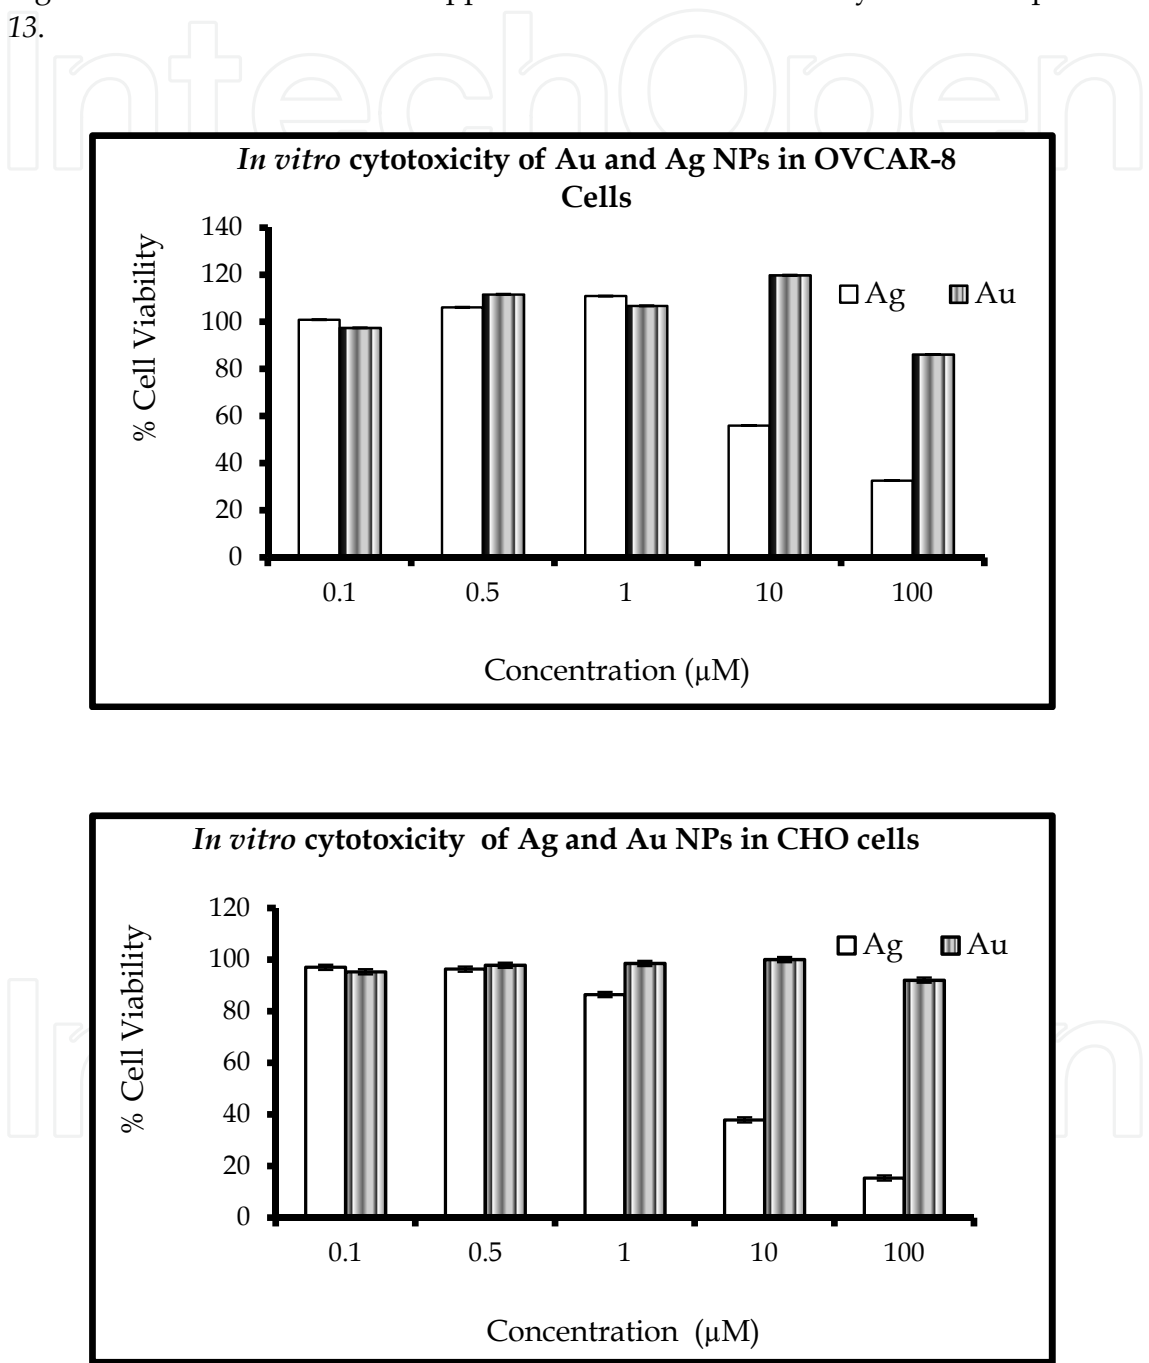 13.
IntechOpen
In vitro cytotoxicity of Au and Ag NPs in OVCAR-8
Cells
% Cell Viability
140
120
100
80
60
40
20
0
Ag Au
0.1 0.5 1 10 100
Concentration (µM)
In vitro cytotoxicity of Ag and Au NPs in CHO cells
% Cell Viability
120
100
80
60
40
20
0
Ag Au
0.1 0.5 1 10 100
Concentration (µM)